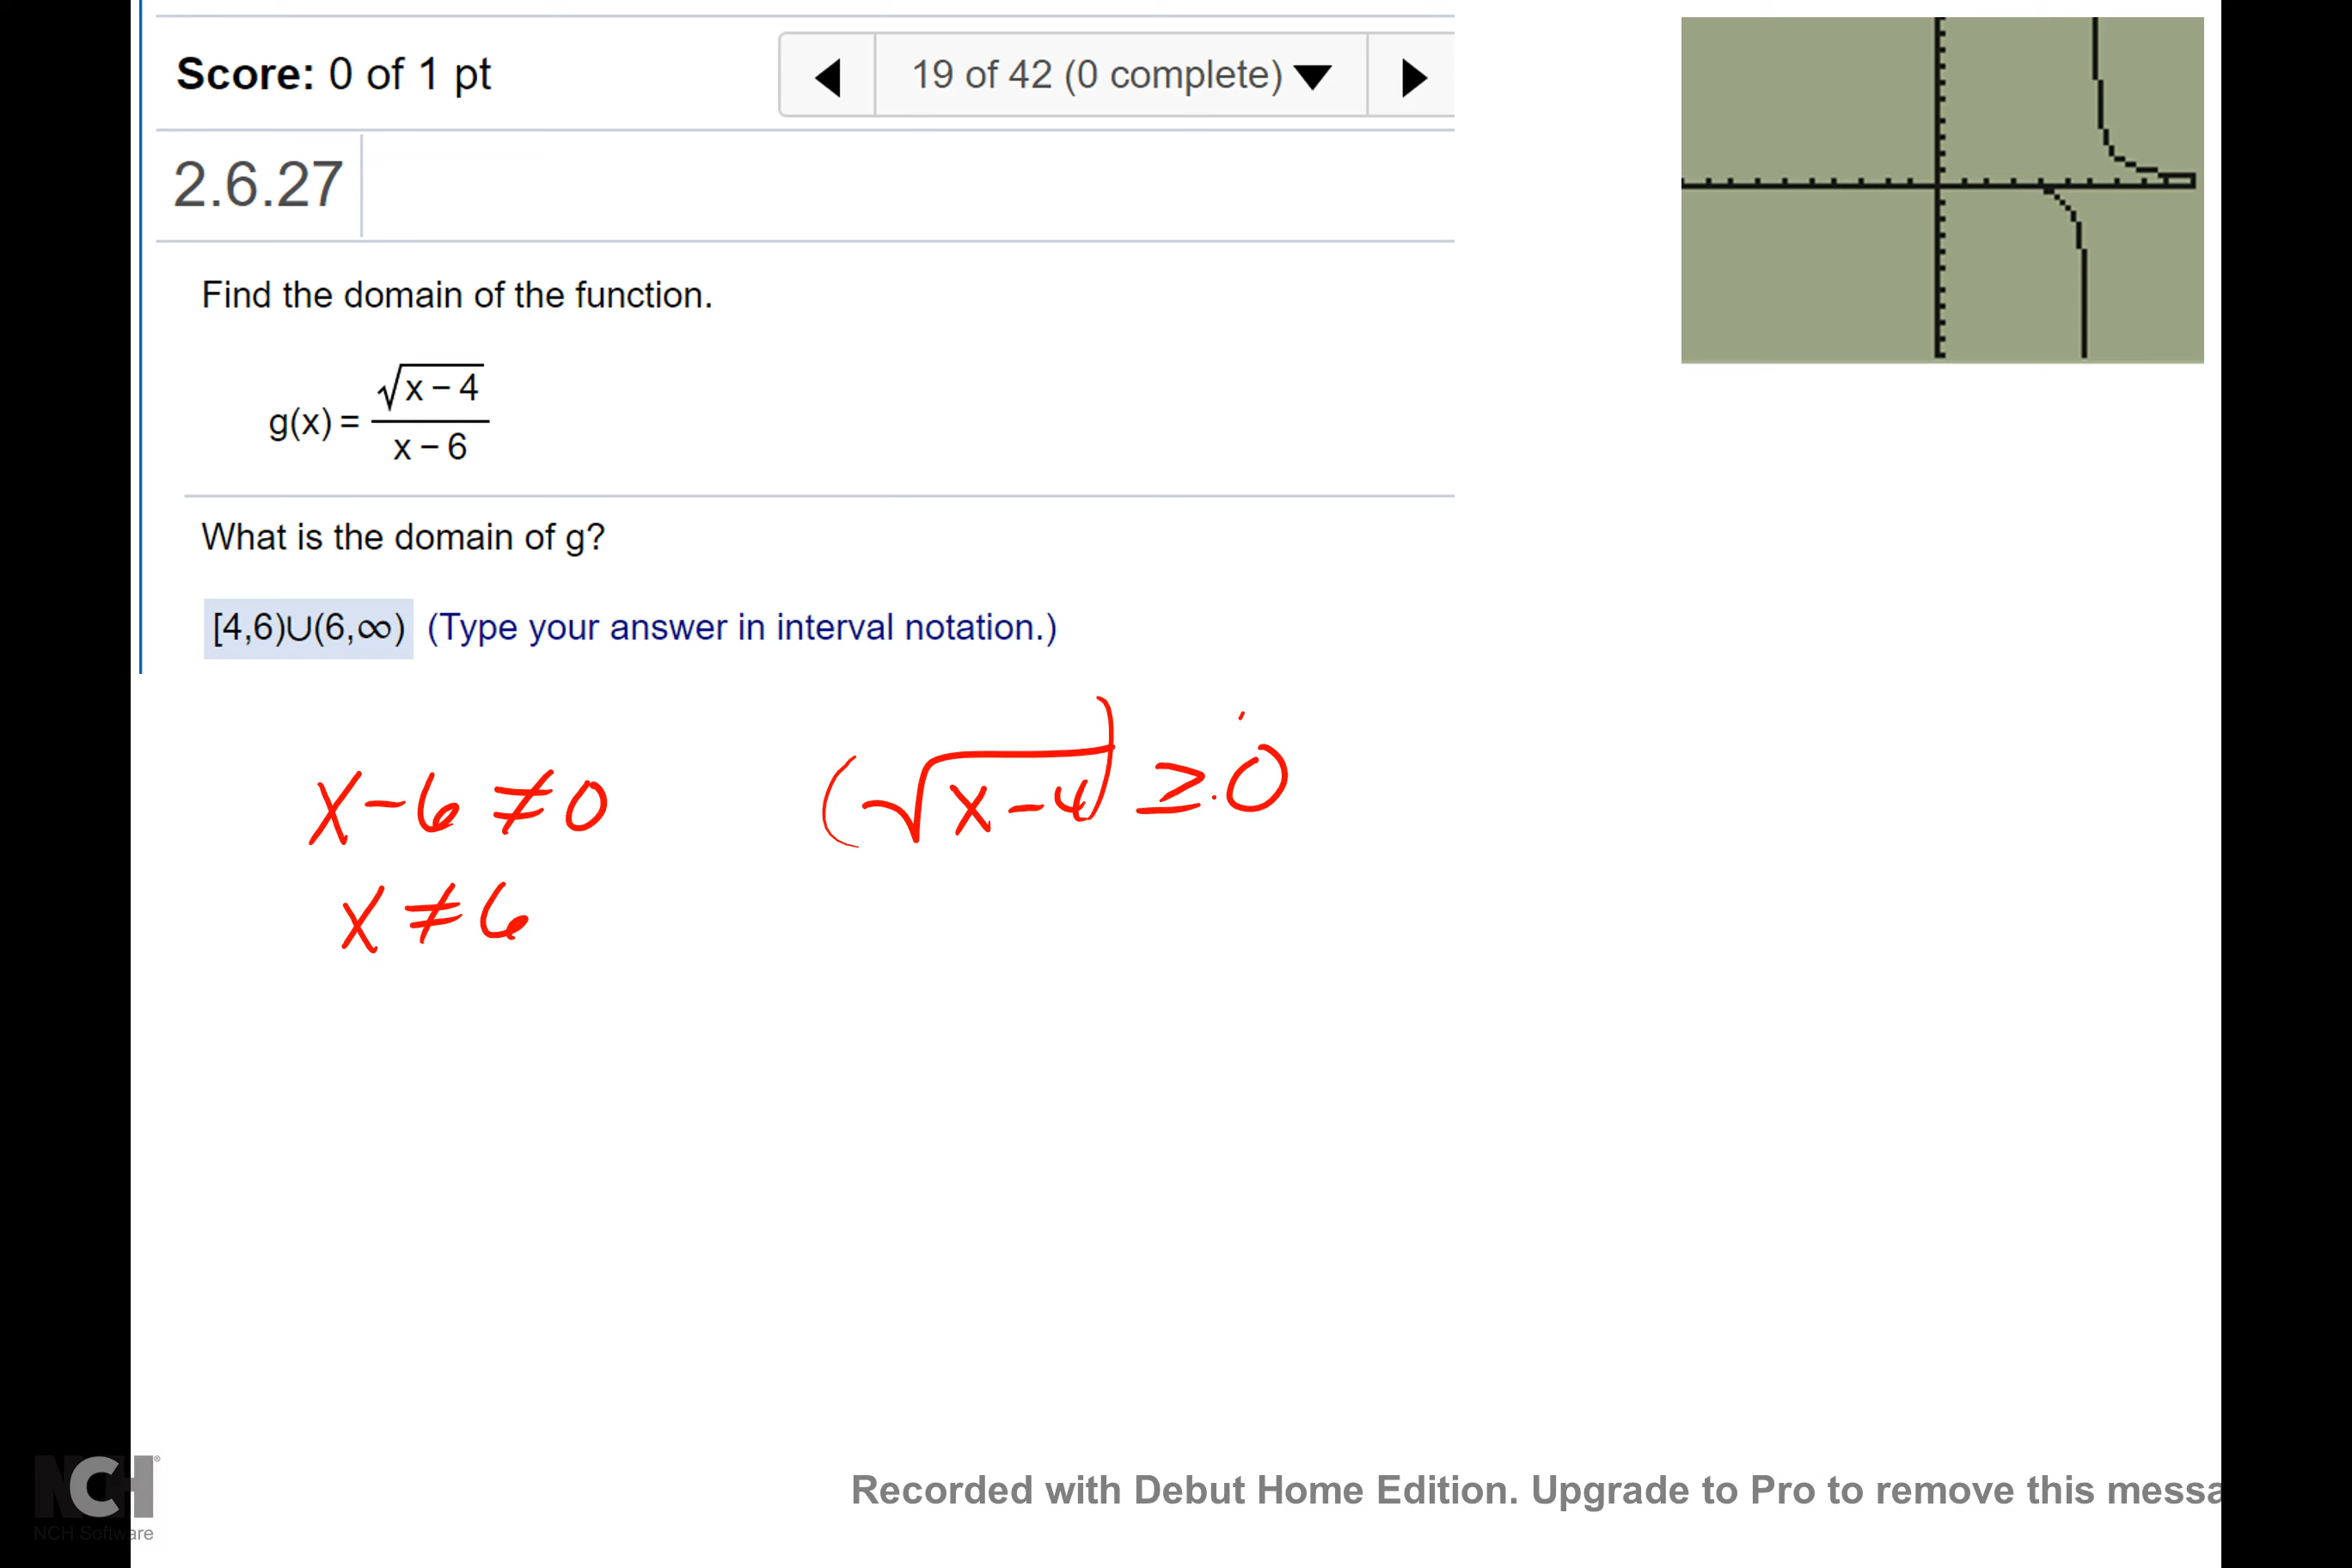 Score: 0 of 1 pt
19 of 42 (0 complete)
2.6.27
Find the domain of the function.
g(x) = √(x − 4) / (x − 6)
What is the domain of g?
[4,6)∪(6,∞) (Type your answer in interval notation.)
x − 6 ≠ 0
(√x − 4) ≥ 0
x ≠ 6
NCH®
NCH Software
Recorded with Debut Home Edition. Upgrade to Pro to remove this messa